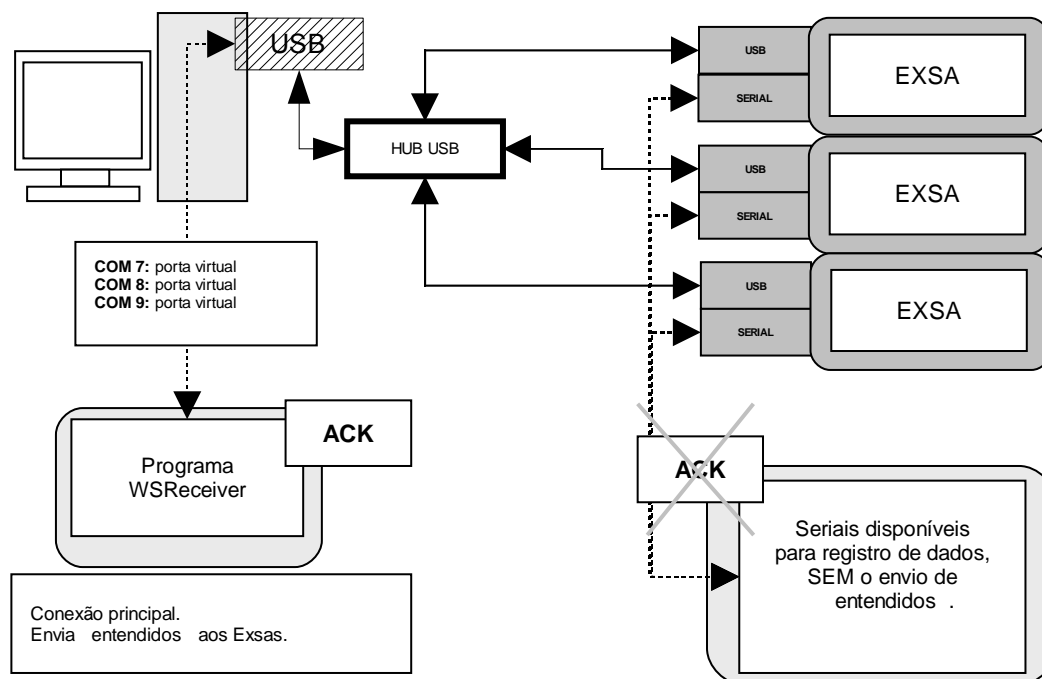 USB
USB
EXSA
SERIAL
HUB USB
USB
EXSA
SERIAL
COM 7: porta virtual
COM 8: porta virtual
COM 9: porta virtual
USB
EXSA
SERIAL
ACK
Programa
WSReceiver
ACK
Seriais disponíveis
para registro de dados,
SEM o envio de
entendidos .
Conexão principal.
Envia entendidos aos Exsas.